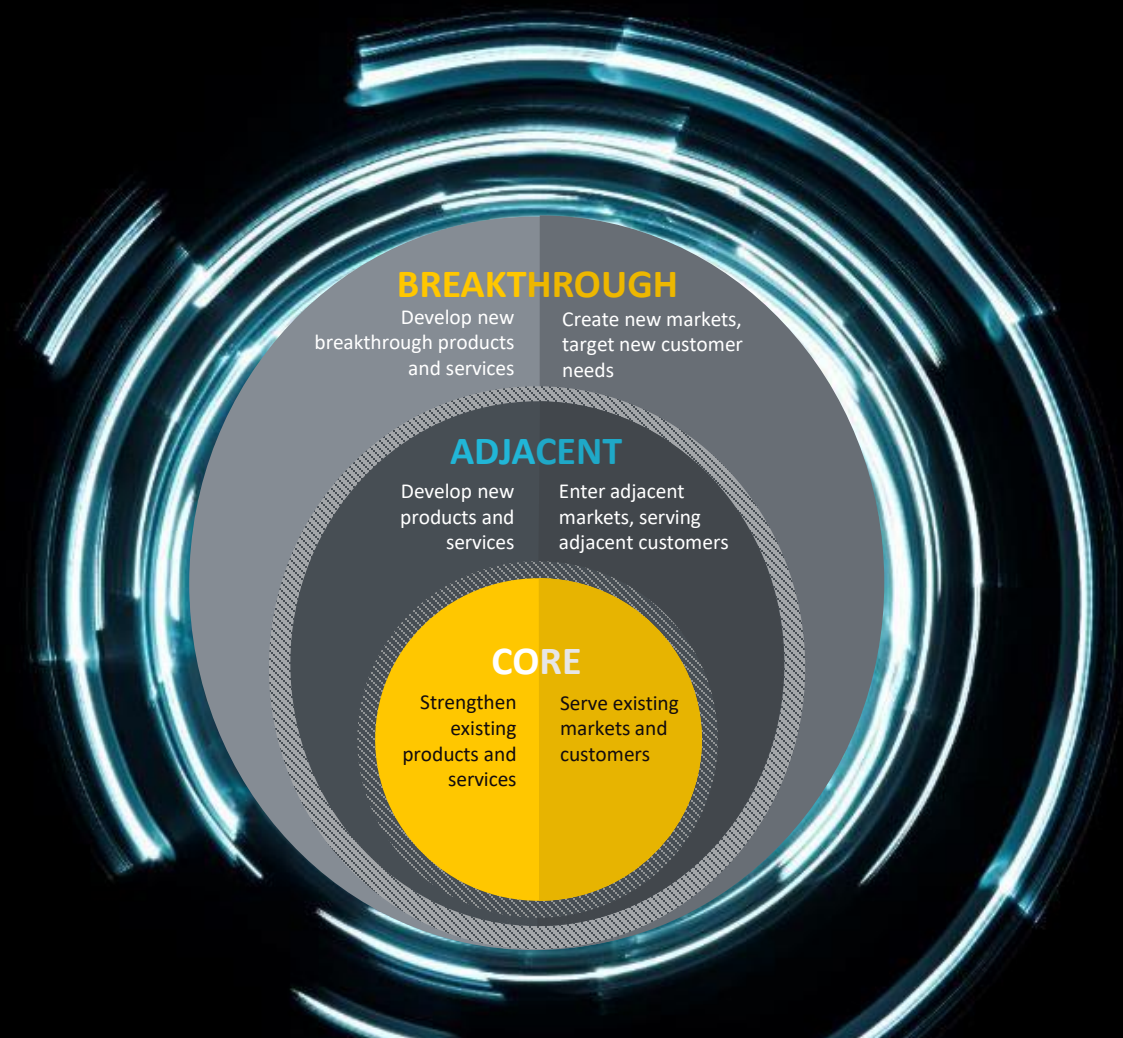 BREAKTHROUGH
Develop new
breakthrough products
and services
Create new markets,
target new customer
needs
ADJACENT
Develop new
products and
services
Enter adjacent
markets, serving
adjacent customers
CORE
Strengthen
existing
products and
services
Serve existing
markets and
customers